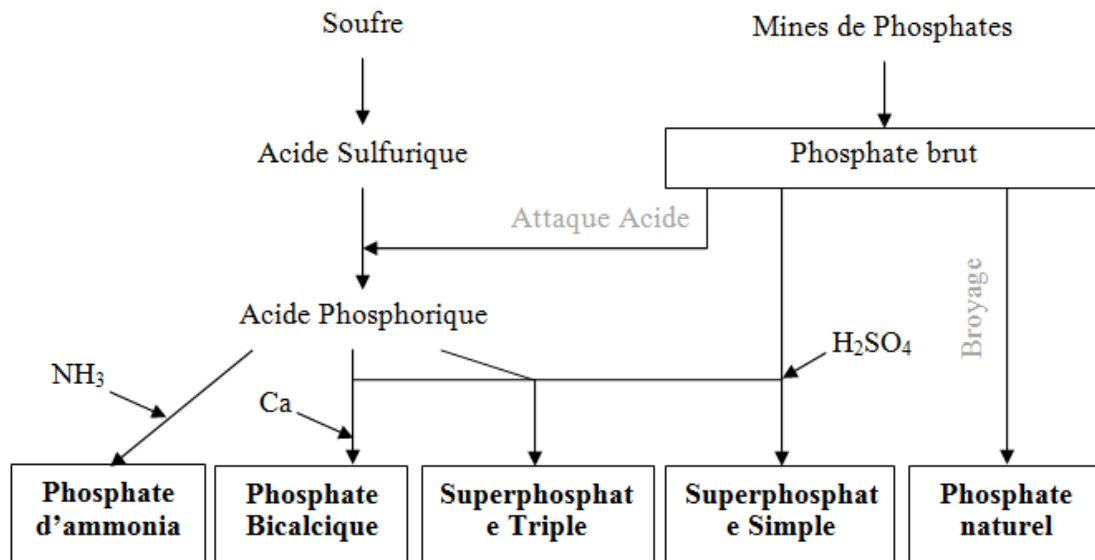 Soufre
Mines de Phosphates
Acide Sulfurique
Phosphate brut
Attaque Acide
Broyage
Acide Phosphorique
H₂SO₄
NH₃
Ca
Phosphate
d’ammonia
Phosphate
Bicalcique
Superphosphat
e Triple
Superphosphat
e Simple
Phosphate
naturel